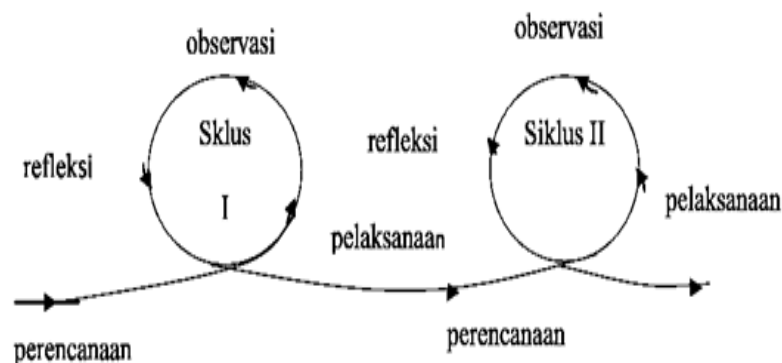 observasi
observasi
Sklus
I
refleksi
refleksi
Siklus II
pelaksanaan
pelaksanaan
perencanaan
perencanaan